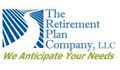 The
Retirement
Plan
Company, LLC
We Anticipate Your Needs